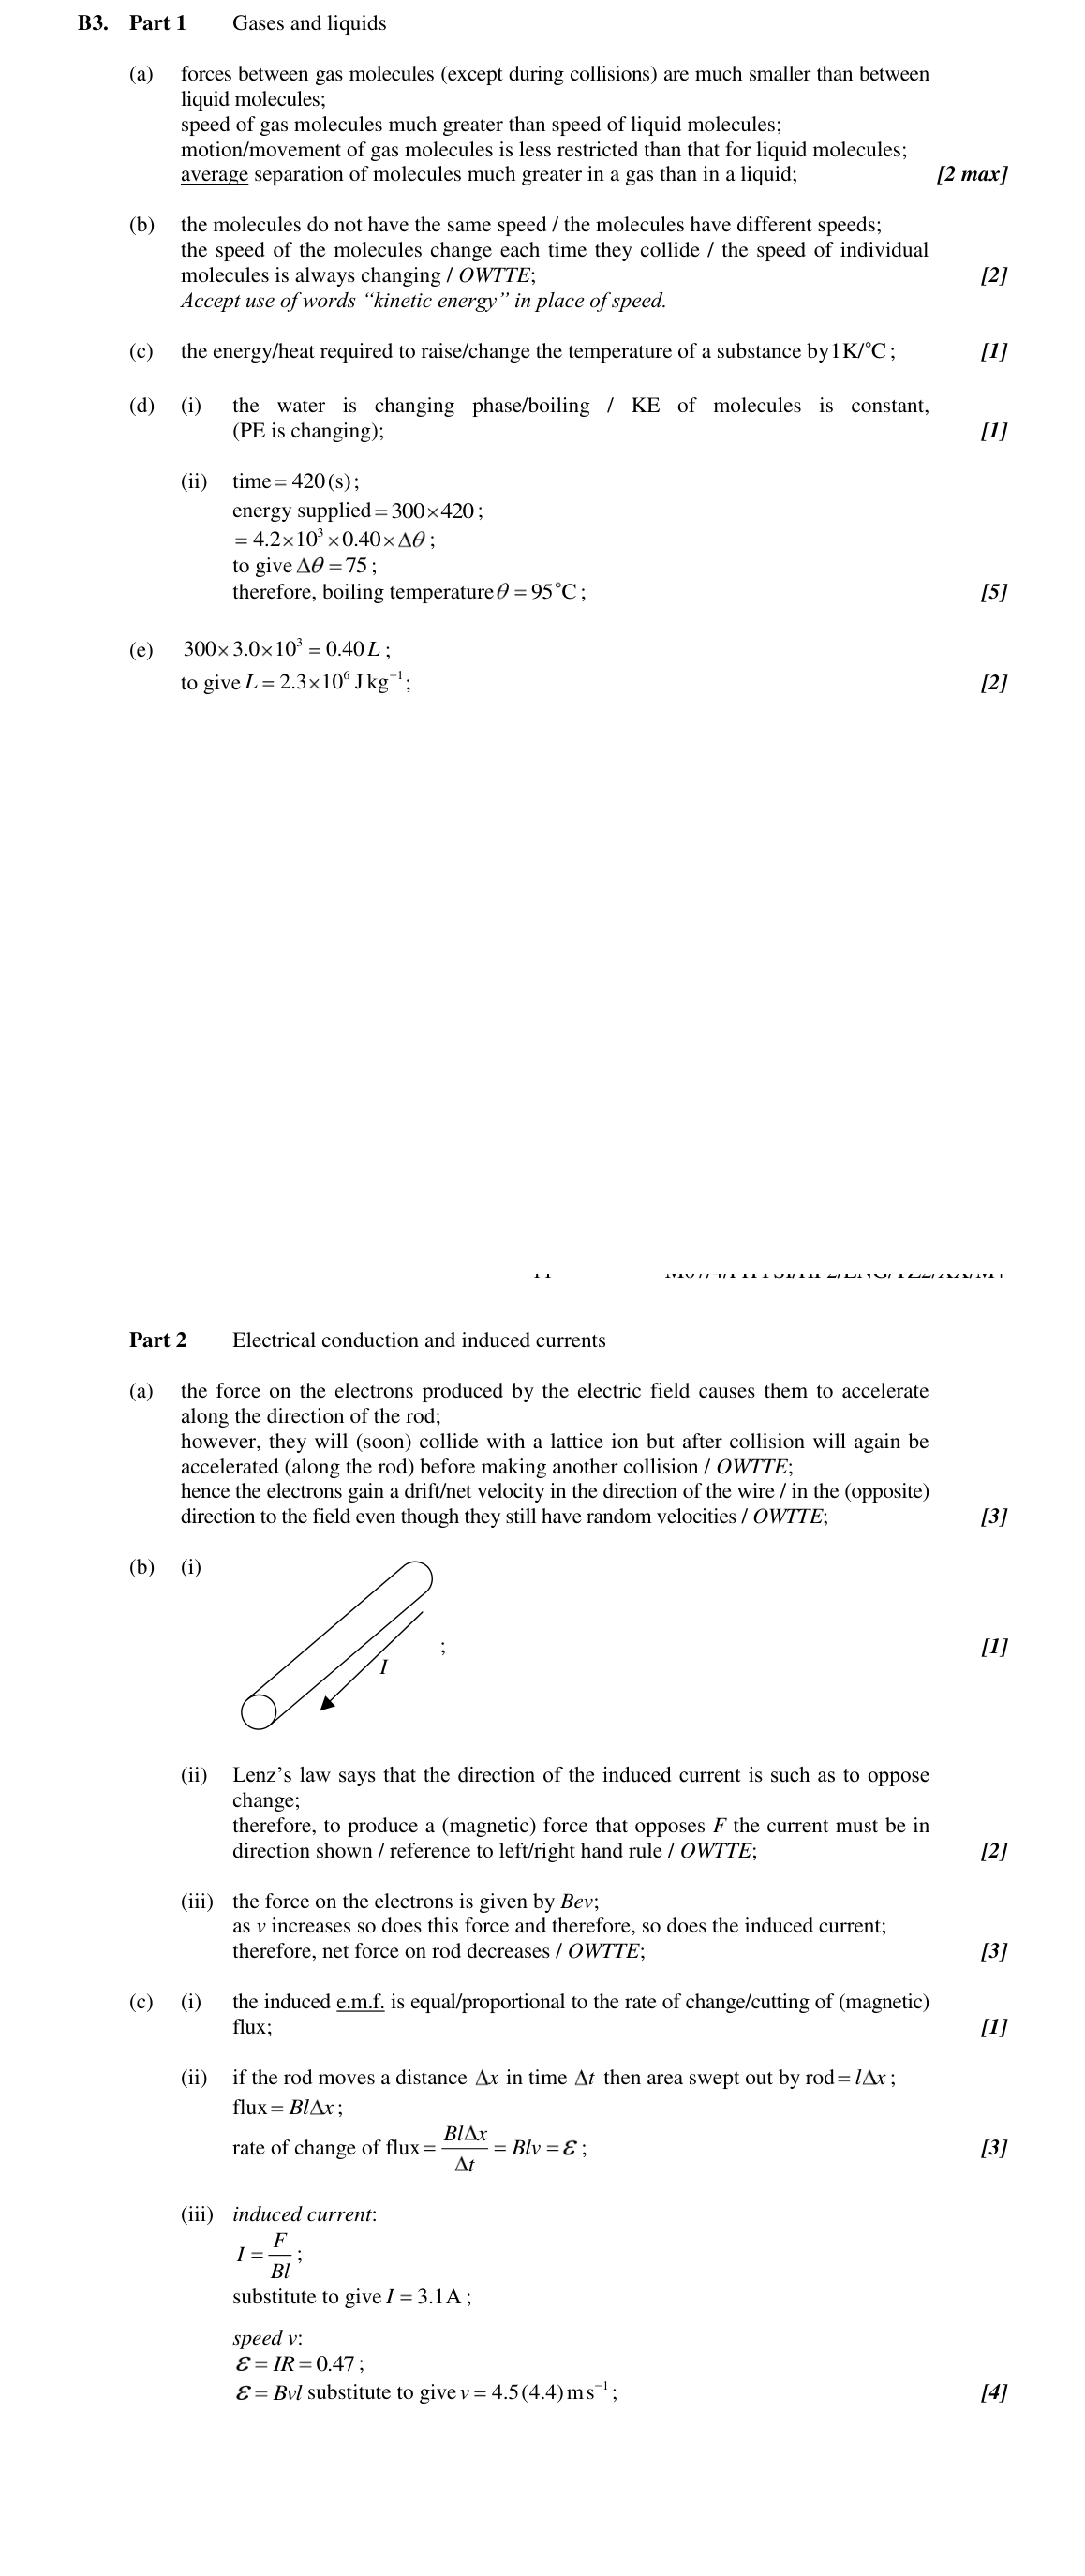 B3. Part 1 Gases and liquids
(a) forces between gas molecules (except during collisions) are much smaller than between
liquid molecules;
speed of gas molecules much greater than speed of liquid molecules;
motion/movement of gas molecules is less restricted than that for liquid molecules;
average separation of molecules much greater in a gas than in a liquid; [2 max]
(b) the molecules do not have the same speed / the molecules have different speeds;
the speed of the molecules change each time they collide / the speed of individual
molecules is always changing / OWTTE; [2]
Accept use of words “kinetic energy” in place of speed.
(c) the energy/heat required to raise/change the temperature of a substance by 1 K/°C; [1]
(d) (i) the water is changing phase/boiling / KE of molecules is constant,
(PE is changing); [1]
(ii) time = 420 (s);
energy supplied = 300 × 420;
= 4.2 × 10³ × 0.40 × Δθ;
to give Δθ = 75;
therefore, boiling temperature θ = 95 °C; [5]
(e) 300 × 3.0 × 10³ = 0.40 L;
to give L = 2.3 × 10⁶ J kg⁻¹; [2]
Part 2 Electrical conduction and induced currents
(a) the force on the electrons produced by the electric field causes them to accelerate
along the direction of the rod;
however, they will (soon) collide with a lattice ion but after collision will again be
accelerated (along the rod) before making another collision / OWTTE;
hence the electrons gain a drift/net velocity in the direction of the wire / in the (opposite)
direction to the field even though they still have random velocities / OWTTE; [3]
(b) (i)
; [1]
I
(ii) Lenz’s law says that the direction of the induced current is such as to oppose
change;
therefore, to produce a (magnetic) force that opposes F the current must be in
direction shown / reference to left/right hand rule / OWTTE; [2]
(iii) the force on the electrons is given by Bev;
as v increases so does this force and therefore, so does the induced current;
therefore, net force on rod decreases / OWTTE; [3]
(c) (i) the induced e.m.f. is equal/proportional to the rate of change/cutting of (magnetic)
flux; [1]
(ii) if the rod moves a distance Δx in time Δt then area swept out by rod = lΔx;
flux = BlΔx;
rate of change of flux = BlΔx/Δt = Blv = ℰ; [3]
(iii) induced current:
I = F/Bl;
substitute to give I = 3.1 A;
speed v:
ℰ = IR = 0.47;
ℰ = Bvl substitute to give v = 4.5 (4.4) m s⁻¹; [4]